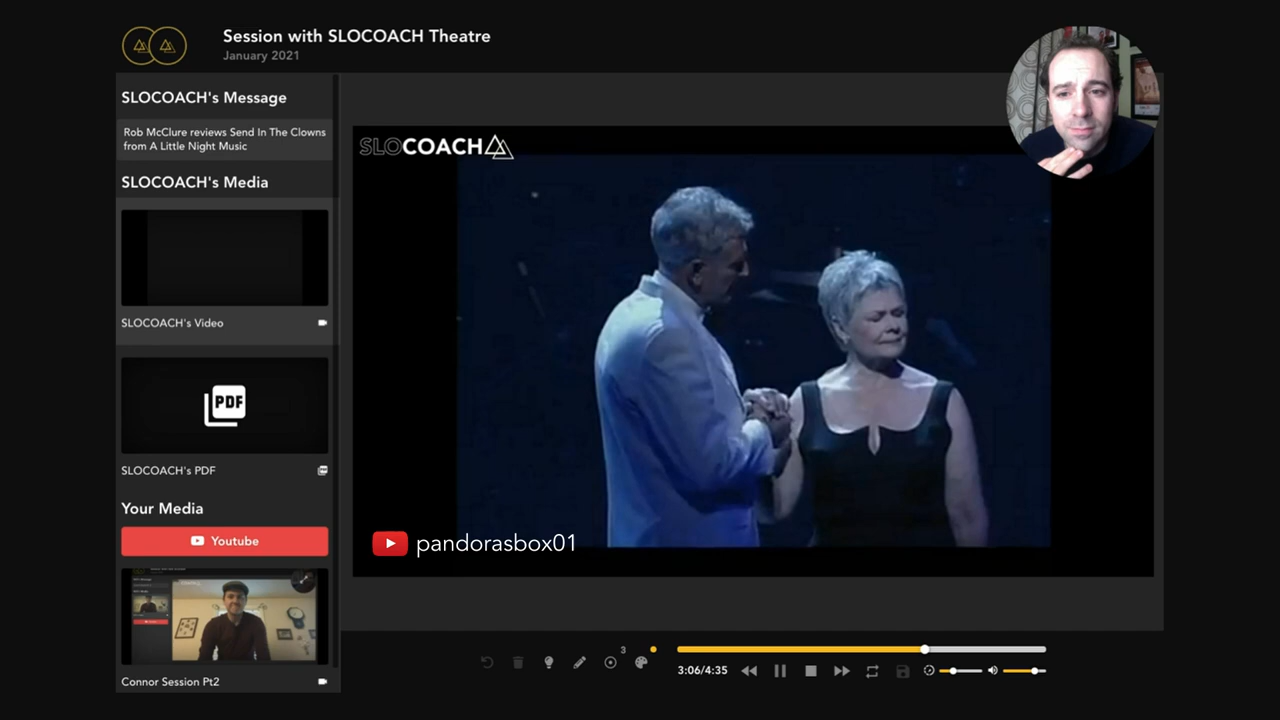 Session with SLOCOACH Theatre
January 2021
SLOCOACH's Message
Rob McClure reviews Send In The Clowns
from A Little Night Music
SLOCOACH's Media
SLOCOACH's Video
PDF
SLOCOACH's PDF
Your Media
Youtube
Connor Session Pt2
SLOCOACH
pandorasbox01
3
3:06/4:35